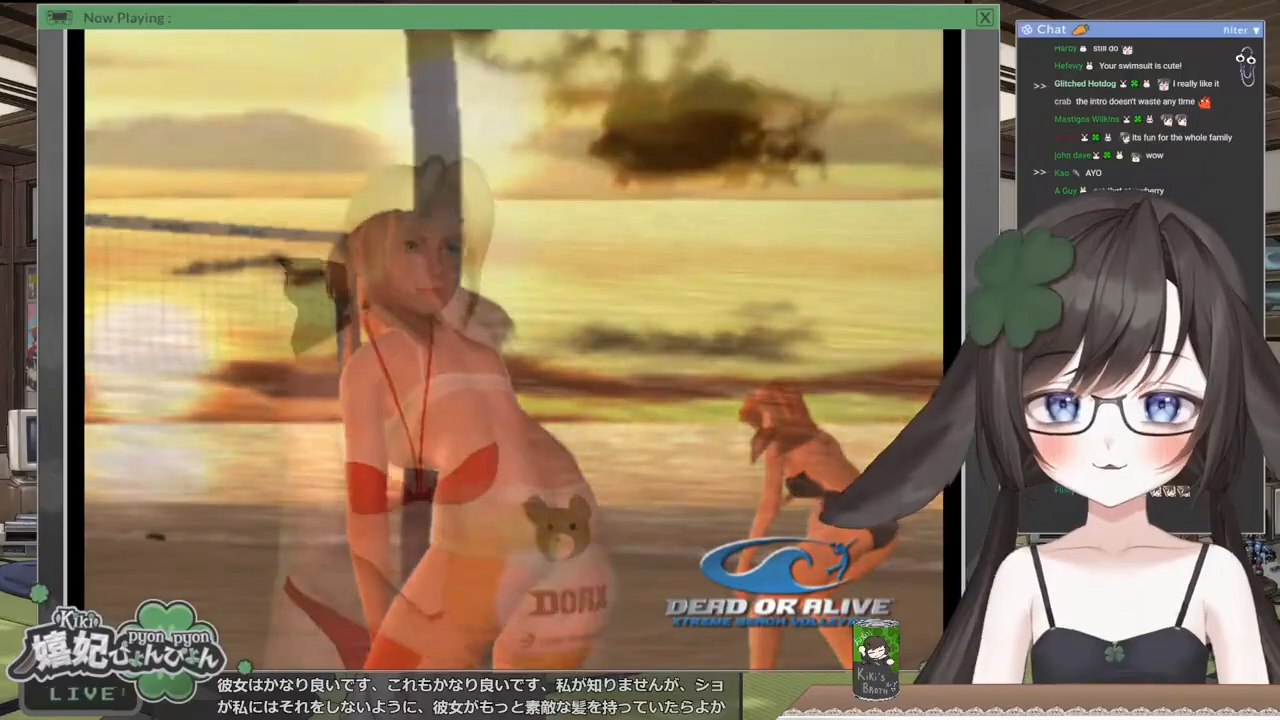 Now Playing :
X
Chat
filter ▼
Hardy still do
Hefewy Your swimsuit is cute!
>> Glitched Hotdog I really like it
crab the intro doesn't waste any time
Mastigos Wilkins
Its fun for the whole family
john dave wow
>> Kao AYO
A Guy
DOAX
DEAD OR ALIVE
XTREME BEACH VOLLEY
Kiki
嬉妃
pyon pyon
ぴょんぴょん
LIVE
Kiki's
Broth
彼女はかなり良いです、これもかなり良いです、私が知りませんが、ショ
が私にはそれをしないように、彼女がもっと素敵な髪を持っていたらよか